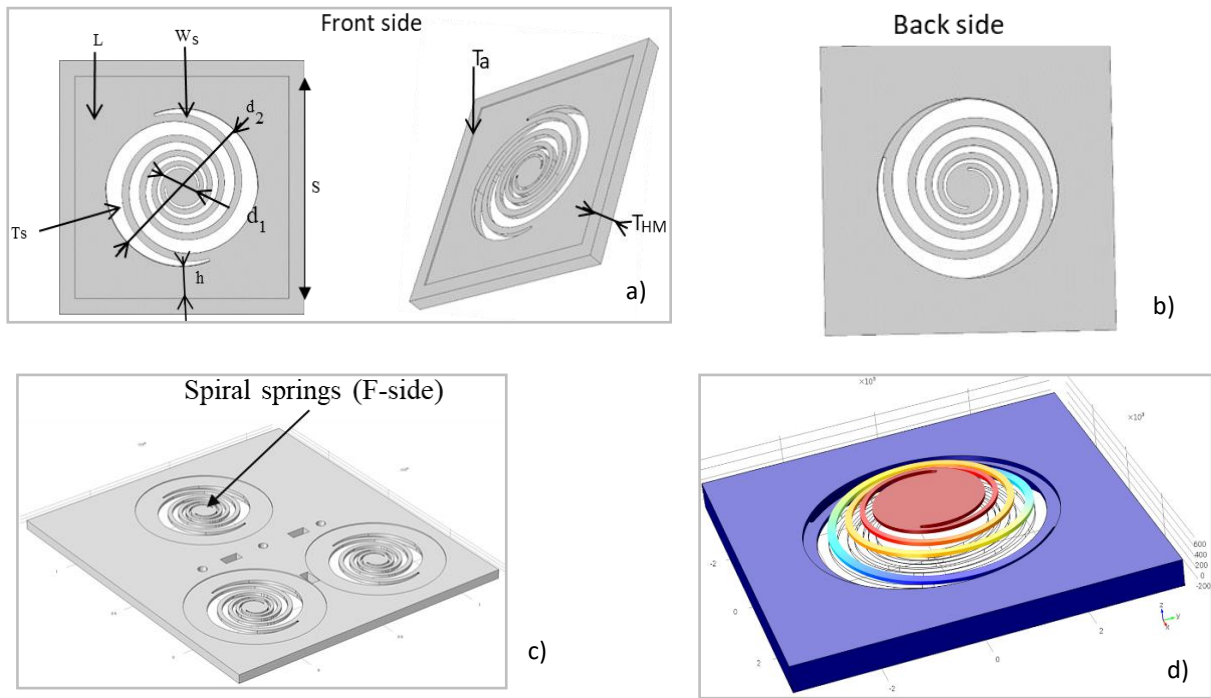 Front side
L
Ws
d2
S
d1
Ts
h
Ta
THM
a)
Back side
b)
Spiral springs (F-side)
c)
×10³
×10³
600
400
200
0
-200
-2
0
2
-2
0
2
z
y
x
d)